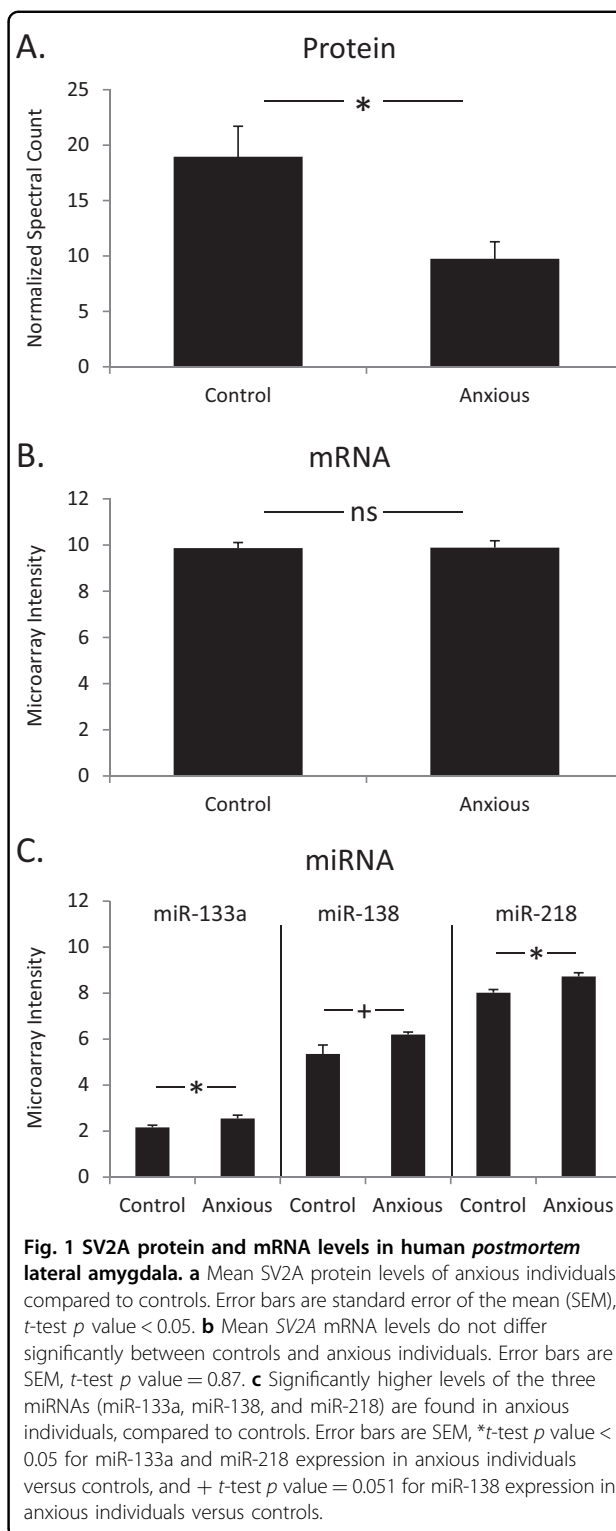 A.
Protein
25
20
15
10
5
0
Normalized Spectral Count
*
Control Anxious
B.
mRNA
12
10
8
6
4
2
0
Microarray Intensity
ns
Control Anxious
C.
miRNA
12
10
8
6
4
2
0
Microarray Intensity
miR-133a miR-138 miR-218
* + *
Control Anxious Control Anxious Control Anxious
Fig. 1 SV2A protein and mRNA levels in human postmortem
lateral amygdala. a Mean SV2A protein levels of anxious individuals
compared to controls. Error bars are standard error of the mean (SEM),
t-test p value < 0.05. b Mean SV2A mRNA levels do not differ
significantly between controls and anxious individuals. Error bars are
SEM, t-test p value = 0.87. c Significantly higher levels of the three
miRNAs (miR-133a, miR-138, and miR-218) are found in anxious
individuals, compared to controls. Error bars are SEM, *t-test p value <
0.05 for miR-133a and miR-218 expression in anxious individuals
versus controls, and + t-test p value = 0.051 for miR-138 expression in
anxious individuals versus controls.